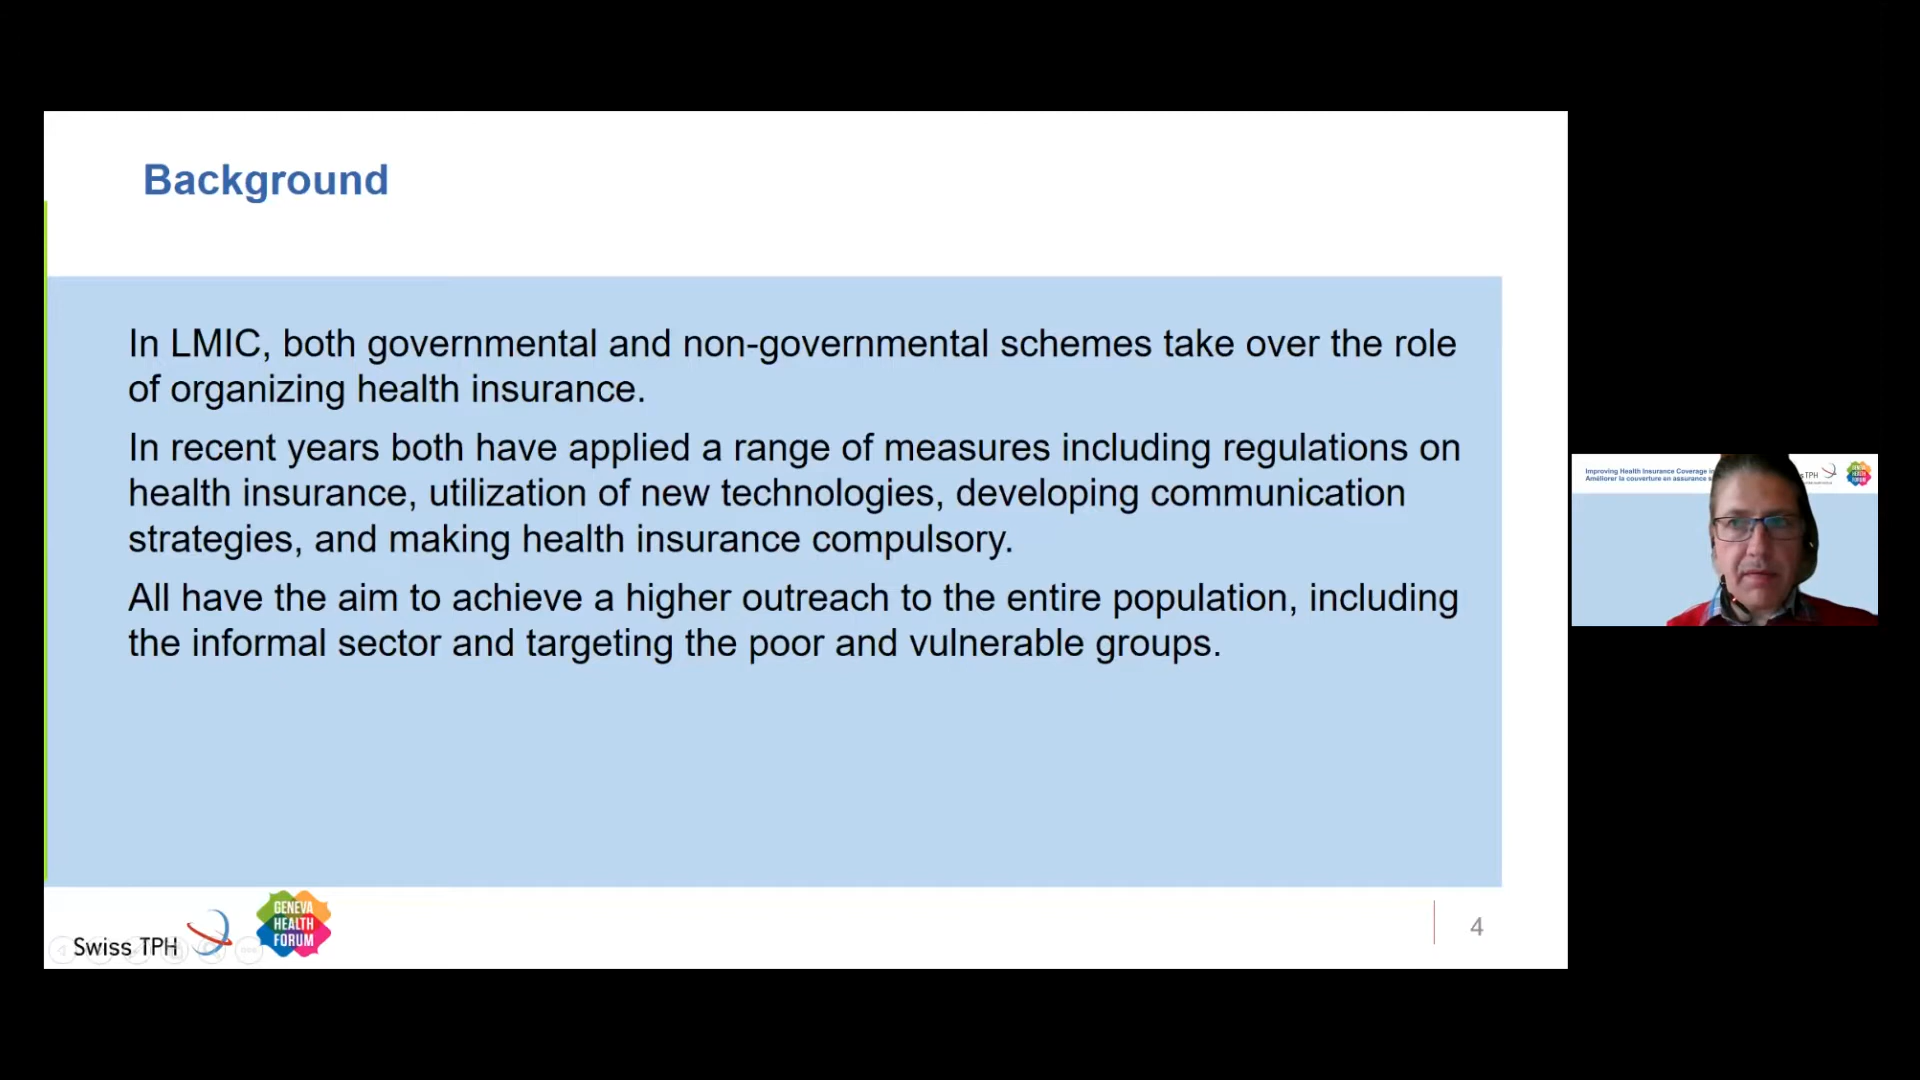 Background
In LMIC, both governmental and non-governmental schemes take over the role
of organizing health insurance.
In recent years both have applied a range of measures including regulations on
health insurance, utilization of new technologies, developing communication
strategies, and making health insurance compulsory.
All have the aim to achieve a higher outreach to the entire population, including
the informal sector and targeting the poor and vulnerable groups.
Swiss TPH
GENEVA
HEALTH
FORUM
4
Improving Health Insurance Coverage
Améliorer la couverture en assurance
TPH
GENEVA
HEALTH
FORUM